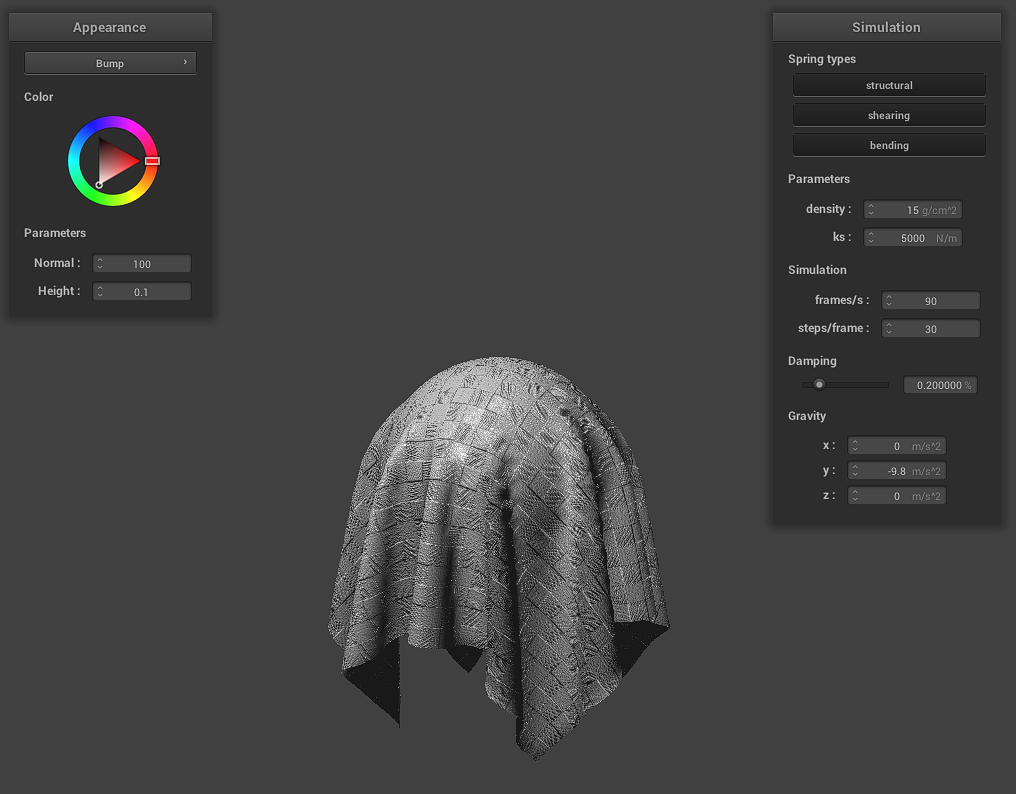 Appearance
Bump
Color
Parameters
Normal :
100
Height :
0.1
Simulation
Spring types
structural
shearing
bending
Parameters
density :
15 g/cm^2
ks :
5000 N/m
Simulation
frames/s :
90
steps/frame :
30
Damping
0.200000 %
Gravity
x :
0 m/s^2
y :
-9.8 m/s^2
z :
0 m/s^2